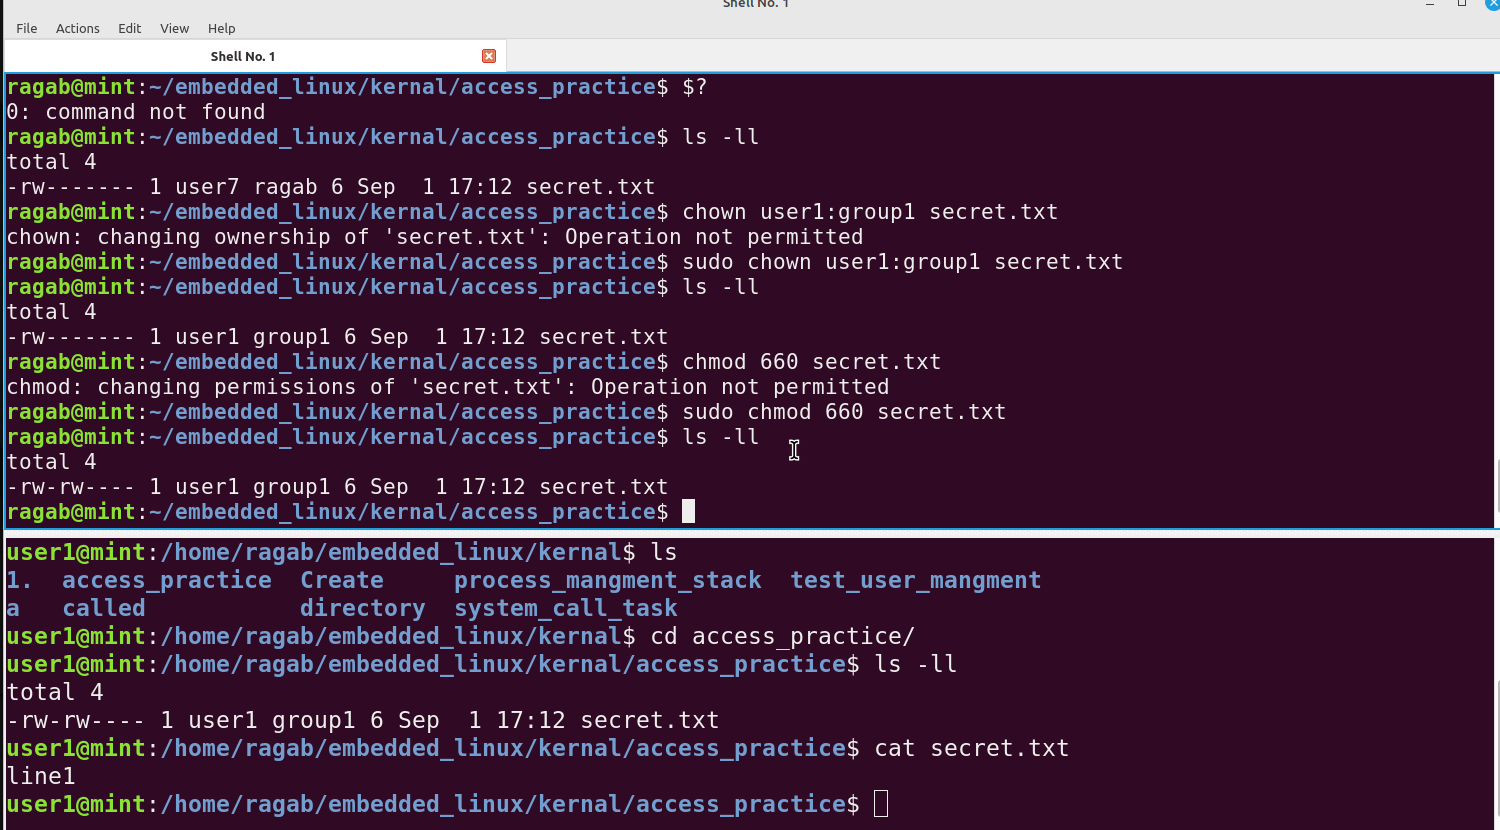 Shell No. 1
File Actions Edit View Help
Shell No. 1
ragab@mint:~/embedded_linux/kernal/access_practice$ $?
0: command not found
ragab@mint:~/embedded_linux/kernal/access_practice$ ls -ll
total 4
-rw------- 1 user7 ragab 6 Sep  1 17:12 secret.txt
ragab@mint:~/embedded_linux/kernal/access_practice$ chown user1:group1 secret.txt
chown: changing ownership of 'secret.txt': Operation not permitted
ragab@mint:~/embedded_linux/kernal/access_practice$ sudo chown user1:group1 secret.txt
ragab@mint:~/embedded_linux/kernal/access_practice$ ls -ll
total 4
-rw------- 1 user1 group1 6 Sep  1 17:12 secret.txt
ragab@mint:~/embedded_linux/kernal/access_practice$ chmod 660 secret.txt
chmod: changing permissions of 'secret.txt': Operation not permitted
ragab@mint:~/embedded_linux/kernal/access_practice$ sudo chmod 660 secret.txt
ragab@mint:~/embedded_linux/kernal/access_practice$ ls -ll
total 4
-rw-rw---- 1 user1 group1 6 Sep  1 17:12 secret.txt
ragab@mint:~/embedded_linux/kernal/access_practice$
user1@mint:/home/ragab/embedded_linux/kernal$ ls
1.  access_practice  Create     process_mangment_stack  test_user_mangment
a   called           directory  system_call_task
user1@mint:/home/ragab/embedded_linux/kernal$ cd access_practice/
user1@mint:/home/ragab/embedded_linux/kernal/access_practice$ ls -ll
total 4
-rw-rw---- 1 user1 group1 6 Sep  1 17:12 secret.txt
user1@mint:/home/ragab/embedded_linux/kernal/access_practice$ cat secret.txt
line1
user1@mint:/home/ragab/embedded_linux/kernal/access_practice$